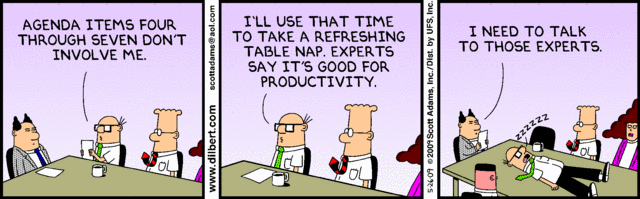 AGENDA ITEMS FOUR
THROUGH SEVEN DON'T
INVOLVE ME.
www.dilbert.com
scottadams@aol.com
I'LL USE THAT TIME
TO TAKE A REFRESHING
TABLE NAP. EXPERTS
SAY IT'S GOOD FOR
PRODUCTIVITY.
5-26-09 ©2009 Scott Adams, Inc./Dist. by UFS, Inc.
I NEED TO TALK
TO THOSE EXPERTS.
ZZZZZZ